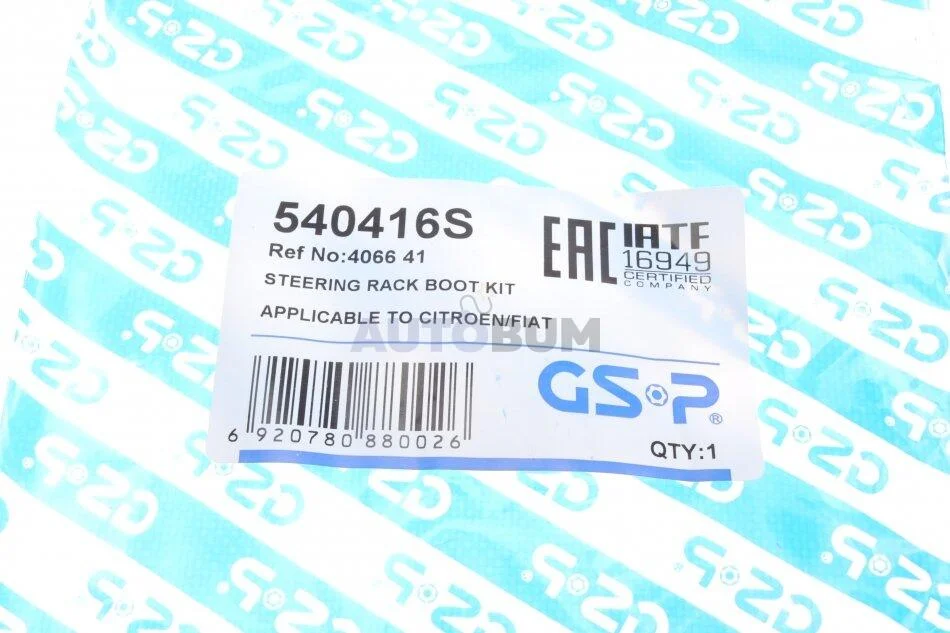 540416S
Ref No:4066 41
STEERING RACK BOOT KIT
APPLICABLE TO CITROEN/FIAT
EAC IATF
16949
CERTIFIED
COMPANY
AUTOBUM
GSP®
6 920780 880026
QTY:1